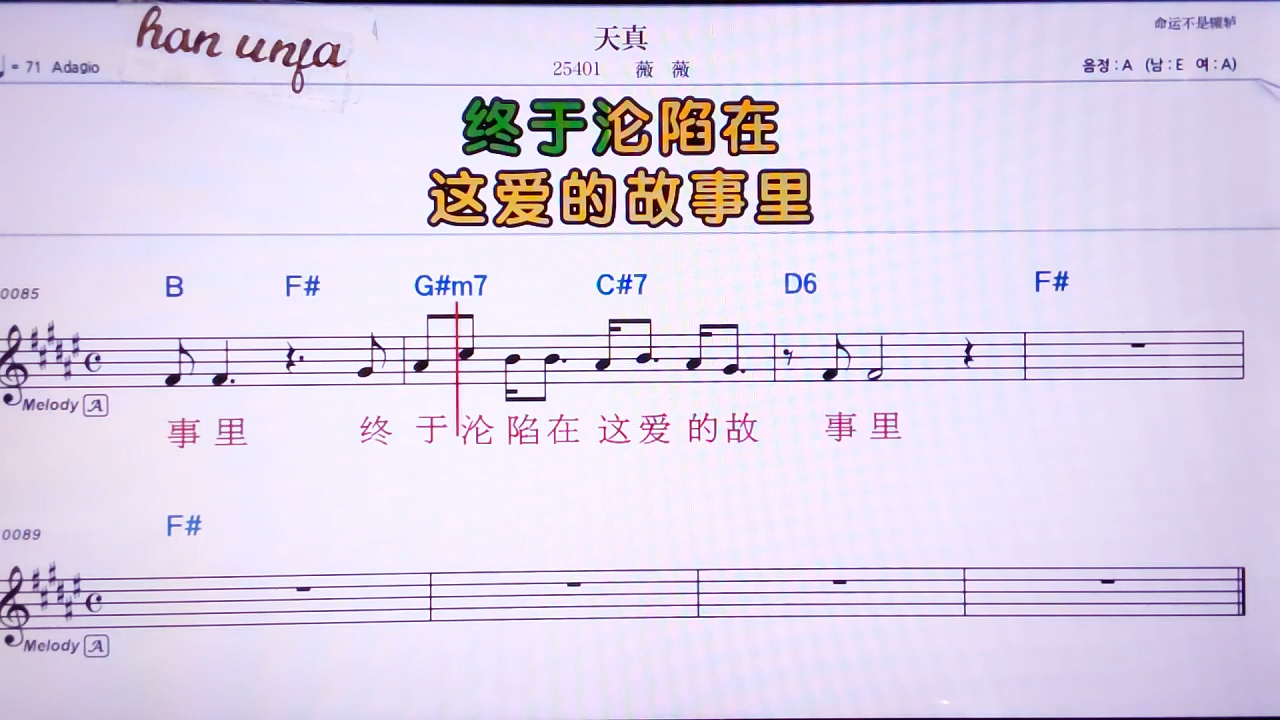 han unfa
天真
命运不是辘轳
♩= 71 Adagio
25401 薇 薇
음정 : A (남 : E 여 : A)
终于沦陷在
这爱的故事里
0085 B F# G#m7 C#7 D6 F#
Melody A
事 里 终 于 沦 陷 在 这 爱 的 故 事 里
0089 F#
Melody A